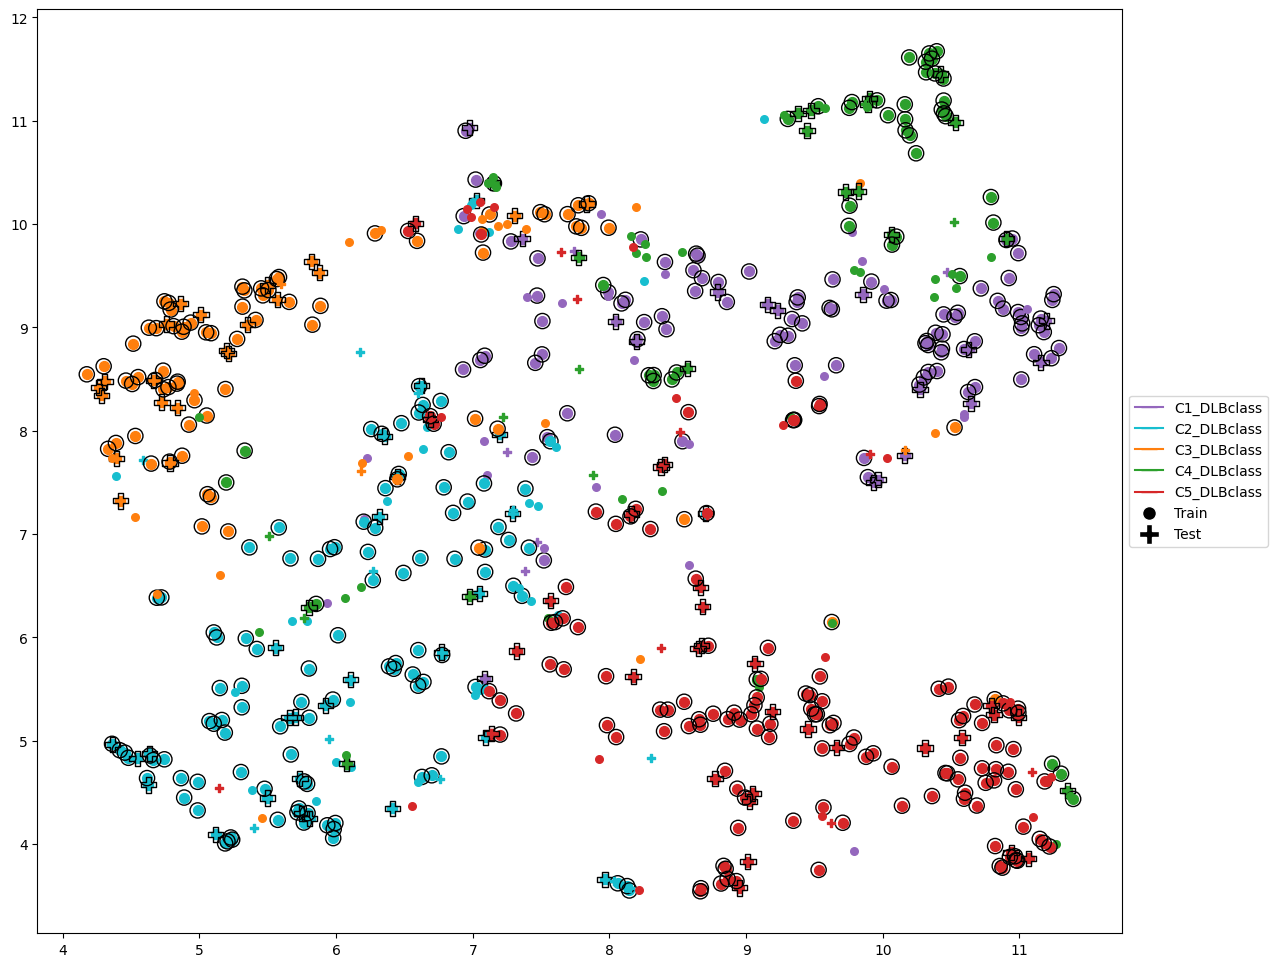 12
11
10
9
8
7
6
5
4
4 5 6 7 8 9 10 11
C1_DLBclass
C2_DLBclass
C3_DLBclass
C4_DLBclass
C5_DLBclass
Train
Test